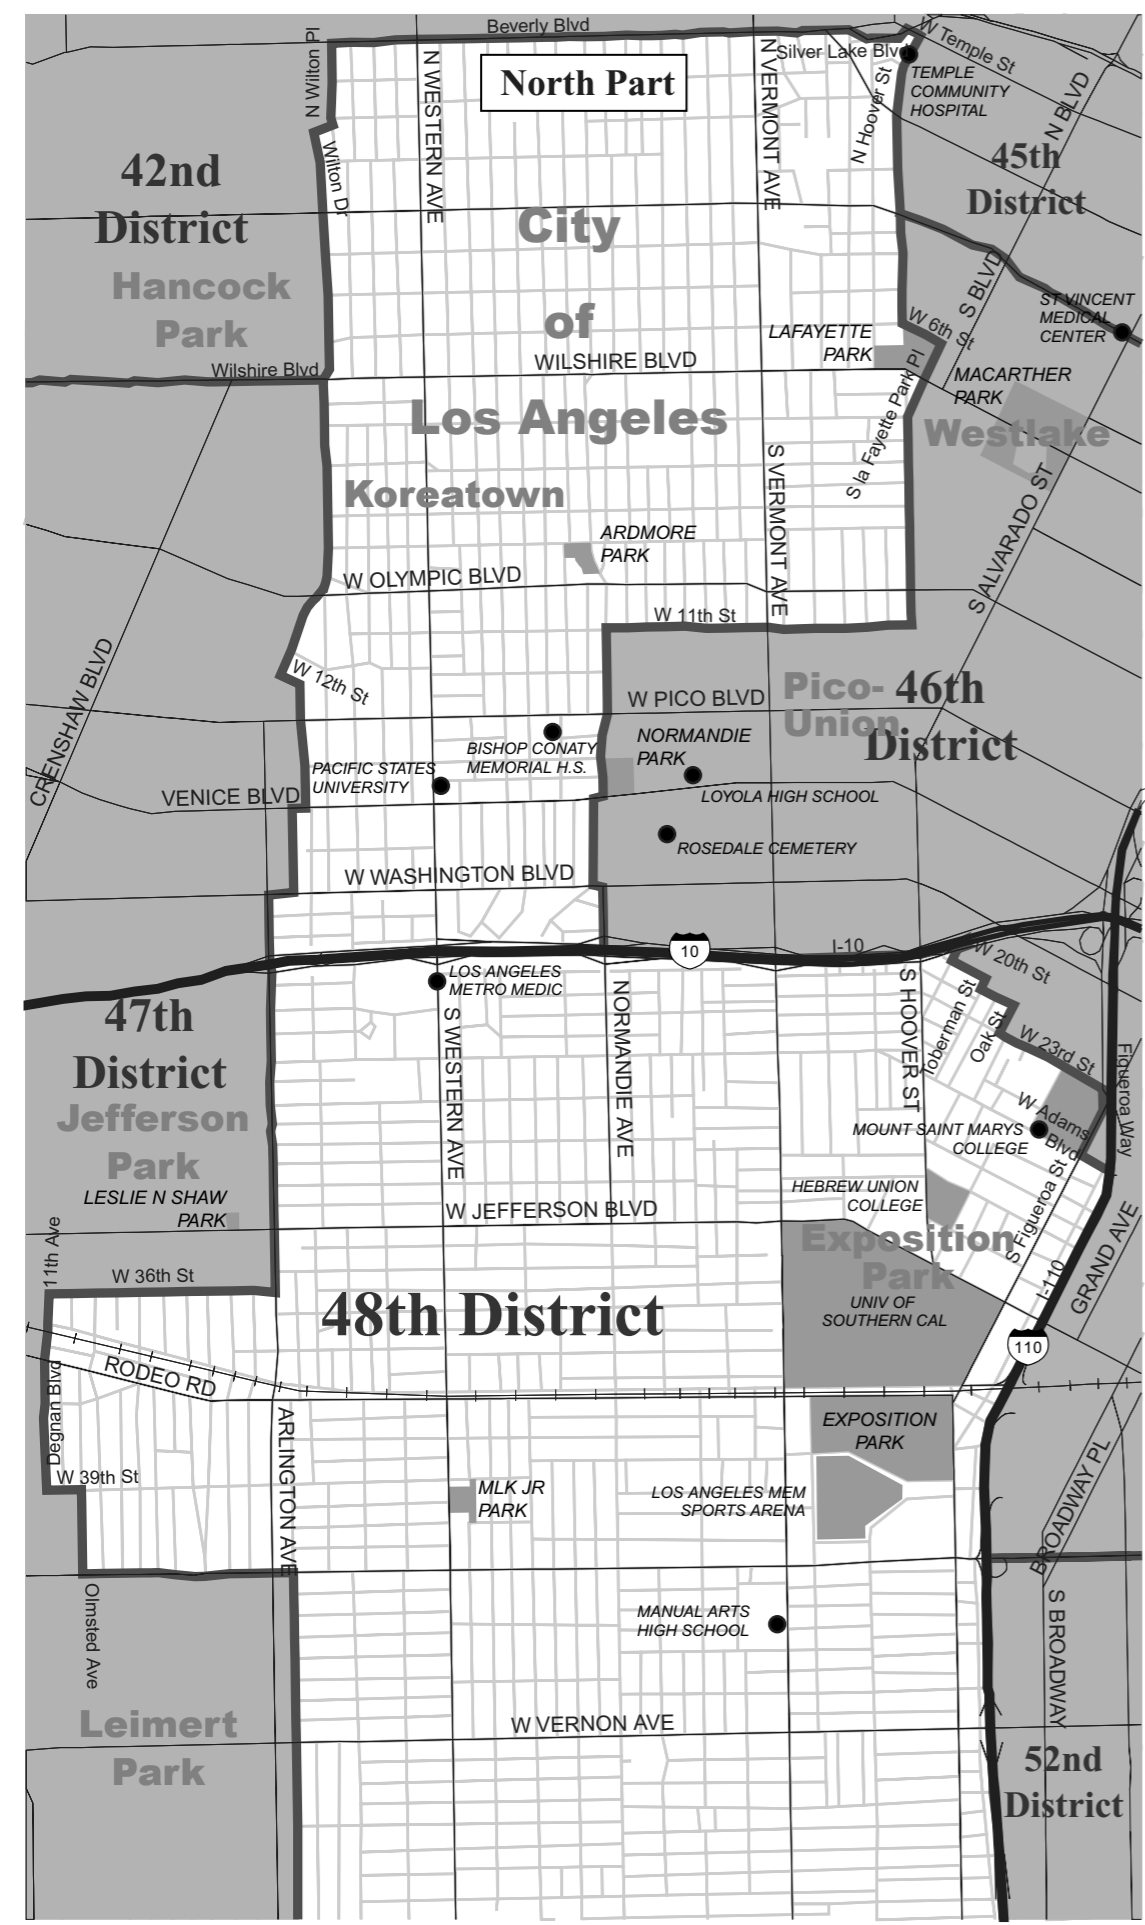 Beverly Blvd
N Wilton Pl
North Part
N WESTERN AVE
N VERMONT AVE
Silver Lake Blvd
W Temple St
N Hoover St
TEMPLE
COMMUNITY
HOSPITAL
N BLVD
42nd
District
Wilton Dr
45th
District
City
of
Los Angeles
Hancock
Park
S BLVD
ST VINCENT
MEDICAL
CENTER
W 6th St
LAFAYETTE
PARK
Wilshire Blvd
WILSHIRE BLVD
S la Fayette Park Pl
MACARTHER
PARK
Westlake
Koreatown
S VERMONT AVE
S ALVARADO ST
ARDMORE
PARK
W OLYMPIC BLVD
W 11th St
CRENSHAW BLVD
W 12th St
W PICO BLVD
Pico-
Union
46th
District
NORMANDIE
PARK
BISHOP CONATY
MEMORIAL H.S.
PACIFIC STATES
UNIVERSITY
VENICE BLVD
LOYOLA HIGH SCHOOL
ROSEDALE CEMETERY
W WASHINGTON BLVD
10
I-10
W 20th St
LOS ANGELES
METRO MEDIC
47th
District
S WESTERN AVE
NORMANDIE AVE
S HOOVER ST
Toberman St
Oak St
W 23rd St
Figueroa Way
Jefferson
Park
W Adams
Blvd
MOUNT SAINT MARYS
COLLEGE
LESLIE N SHAW
PARK
HEBREW UNION
COLLEGE
S Figueroa St
W JEFFERSON BLVD
11th Ave
Exposition
Park
I-110
GRAND AVE
W 36th St
48th District
UNIV OF
SOUTHERN CAL
110
RODEO RD
Degnan Blvd
ARLINGTON AVE
EXPOSITION
PARK
W 39th St
MLK JR
PARK
LOS ANGELES MEM
SPORTS ARENA
BROADWAY PL
Olmsted Ave
MANUAL ARTS
HIGH SCHOOL
S BROADWAY
Leimert
Park
W VERNON AVE
52nd
District